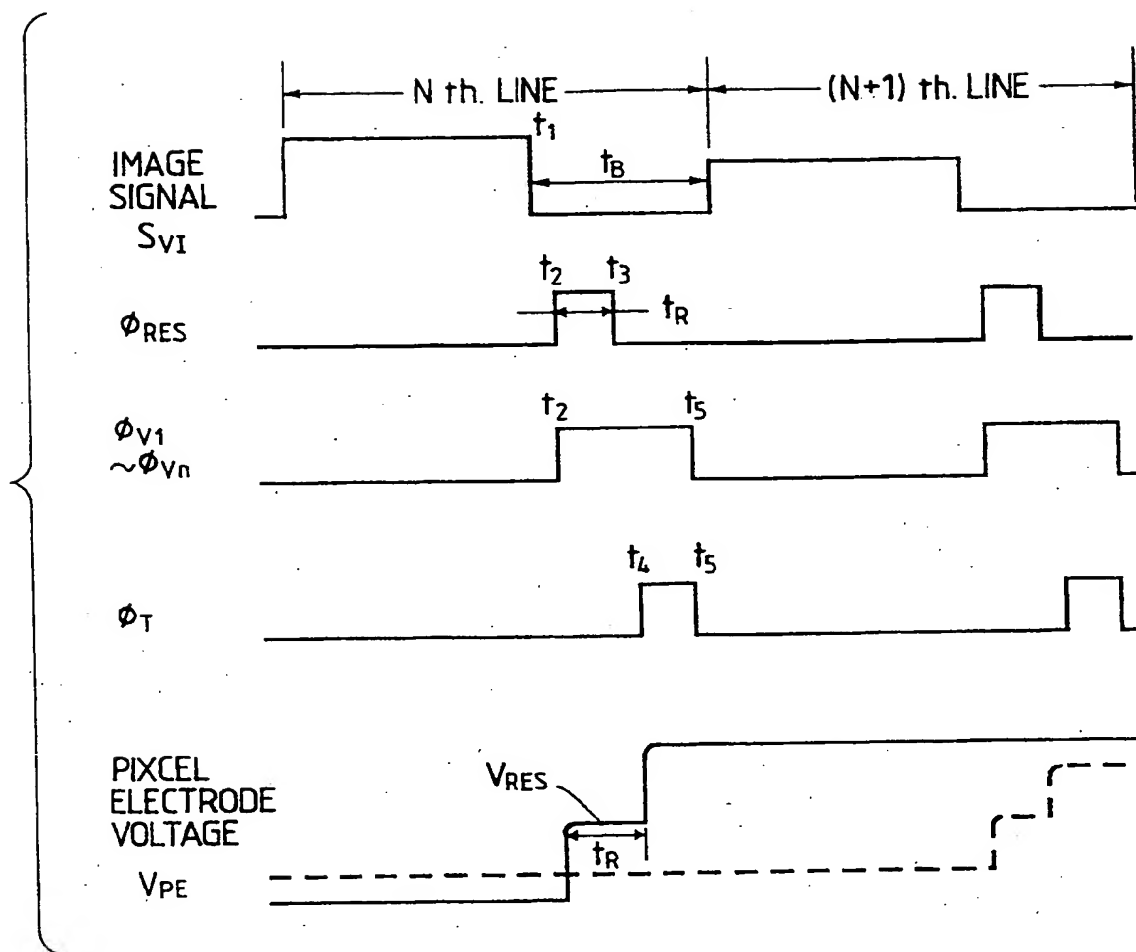 N th. LINE
(N+1) th. LINE
IMAGE
SIGNAL
SVI
t1
tB
ϕRES
t2
t3
tR
ϕV1
~ϕVn
t2
t5
ϕT
t4
t5
PIXCEL
ELECTRODE
VOLTAGE
VPE
VRES
tR